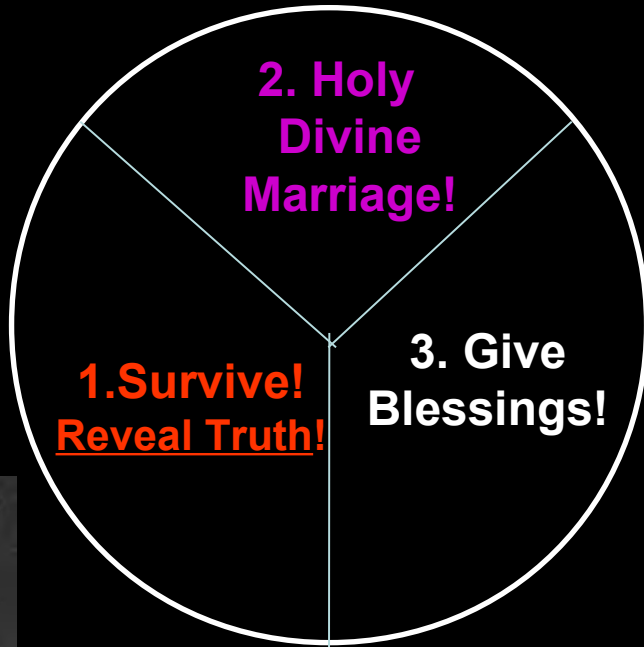 2. Holy
Divine
Marriage!
1.Survive!
Reveal Truth!
3. Give
Blessings!